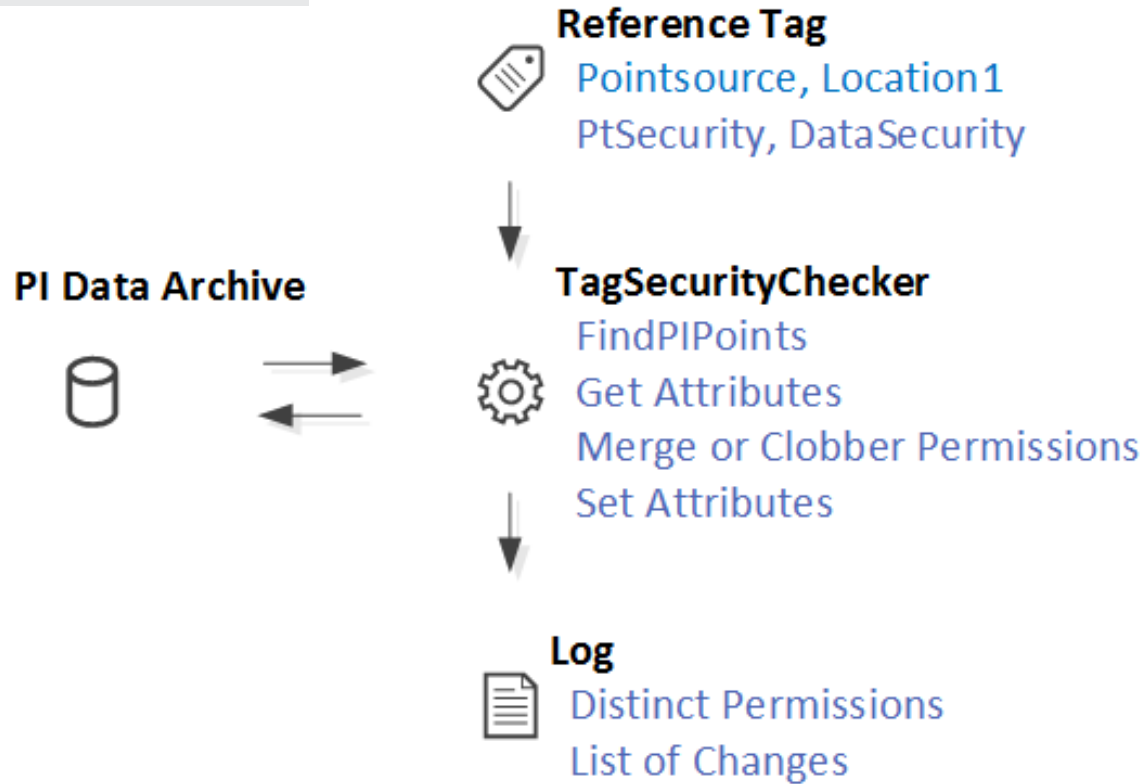 Reference Tag
Pointsource, Location1
PtSecurity, DataSecurity
PI Data Archive
TagSecurityChecker
FindPIPoints
Get Attributes
Merge or Clobber Permissions
Set Attributes
Log
Distinct Permissions
List of Changes